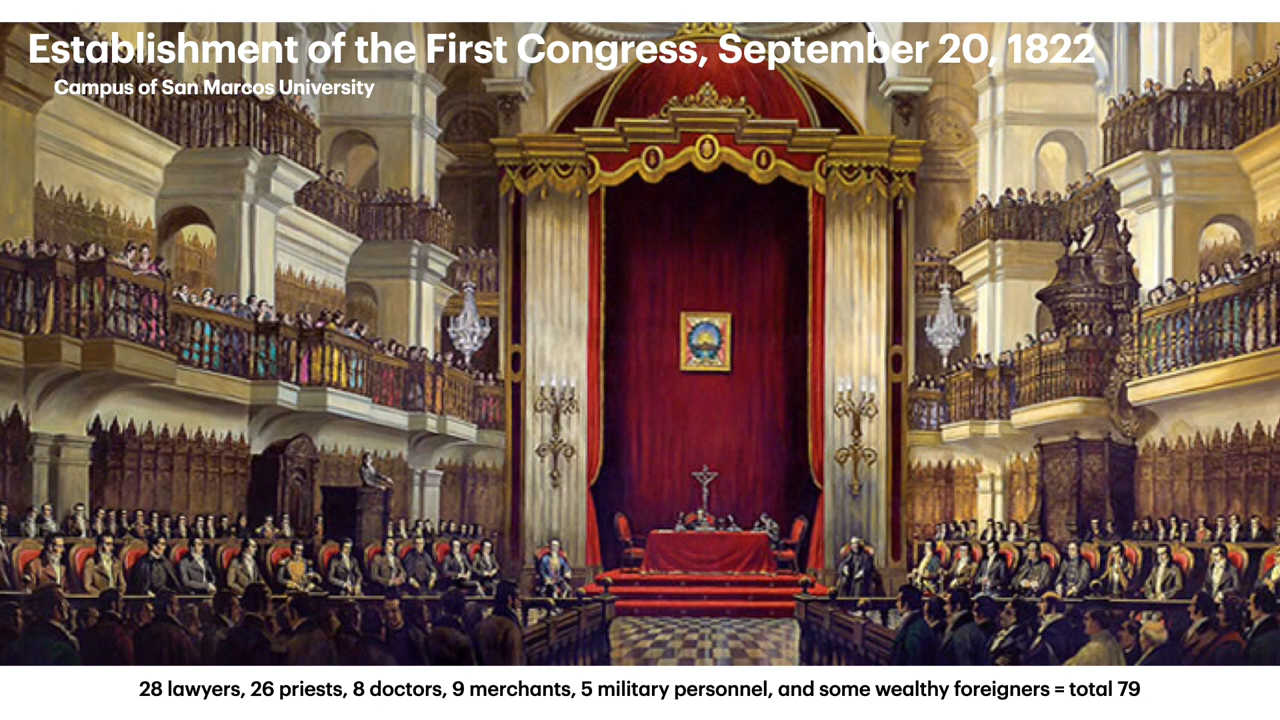 Establishment of the First Congress, September 20, 1822
Campus of San Marcos University
28 lawyers, 26 priests, 8 doctors, 9 merchants, 5 military personnel, and some wealthy foreigners = total 79